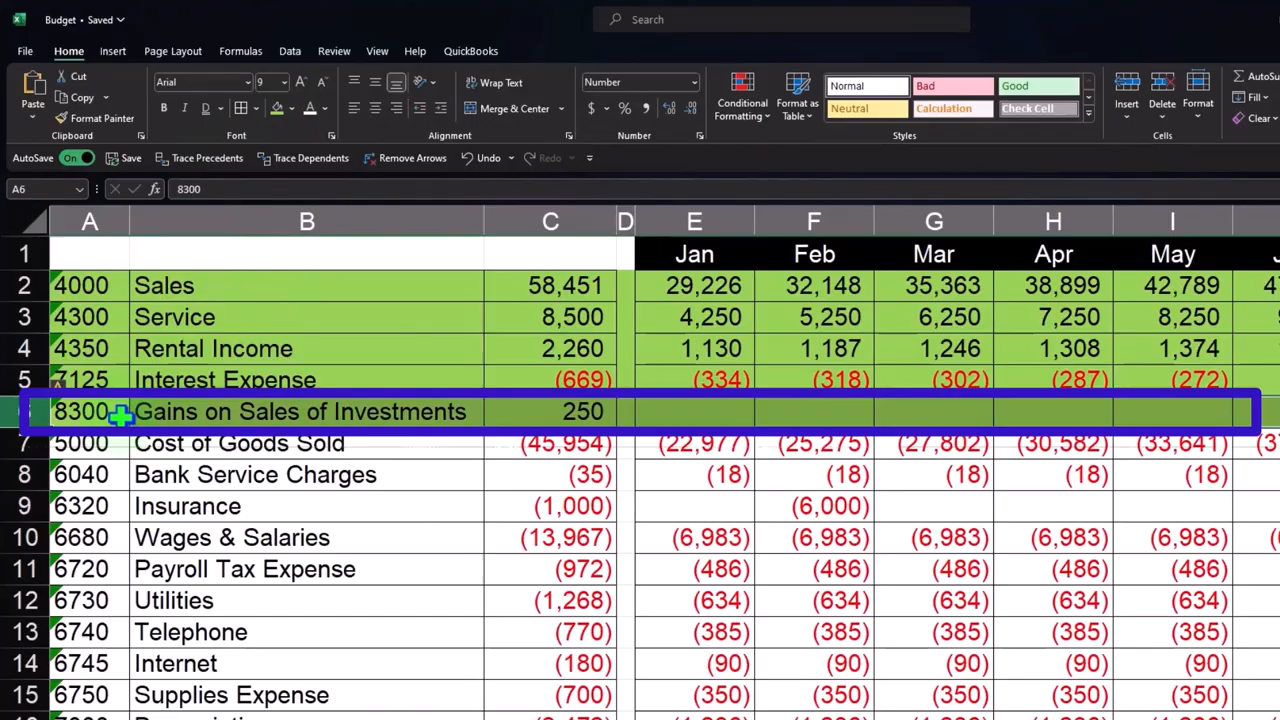 Budget • Saved
Search
File Home Insert Page Layout Formulas Data Review View Help QuickBooks
Paste
Cut
Copy
Format Painter
Clipboard
Arial 9 A A
B I U A
Font
Wrap Text
Merge & Center
Alignment
Number
$ % ,
Number
Conditional Formatting
Format as Table
Normal Bad Good
Neutral Calculation Check Cell
Styles
Insert Delete Format
Cells
AutoSu
Fill
Clear
AutoSave On Save Trace Precedents Trace Dependents Remove Arrows Undo Redo
A6 fx 8300
A B C D E F G H I
1 Jan Feb Mar Apr May J
2 4000 Sales 58,451 29,226 32,148 35,363 38,899 42,789 4
3 4300 Service 8,500 4,250 5,250 6,250 7,250 8,250
4 4350 Rental Income 2,260 1,130 1,187 1,246 1,308 1,374
5 7125 Interest Expense (669) (334) (318) (302) (287) (272)
6 8300 Gains on Sales of Investments 250
7 5000 Cost of Goods Sold (45,954) (22,977) (25,275) (27,802) (30,582) (33,641) (3
8 6040 Bank Service Charges (35) (18) (18) (18) (18) (18)
9 6320 Insurance (1,000) (6,000)
10 6680 Wages & Salaries (13,967) (6,983) (6,983) (6,983) (6,983) (6,983) (
11 6720 Payroll Tax Expense (972) (486) (486) (486) (486) (486)
12 6730 Utilities (1,268) (634) (634) (634) (634) (634)
13 6740 Telephone (770) (385) (385) (385) (385) (385)
14 6745 Internet (180) (90) (90) (90) (90) (90)
15 6750 Supplies Expense (700) (350) (350) (350) (350) (350)